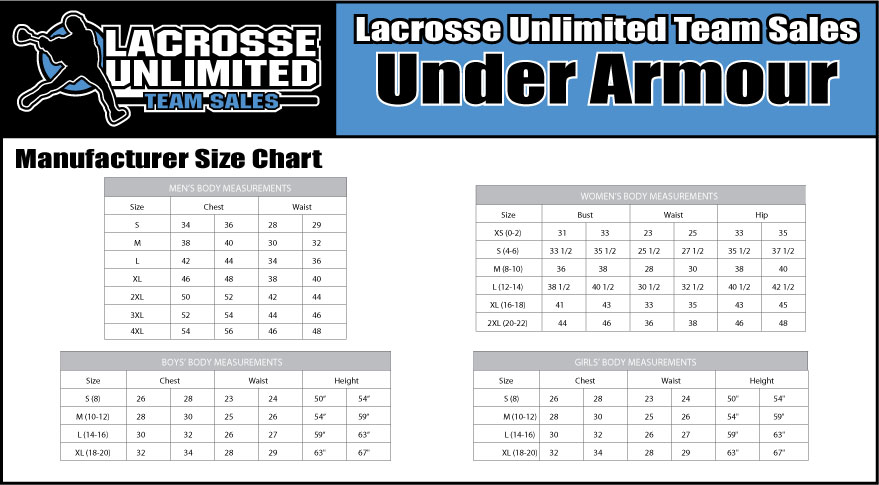 LACROSSE
UNLIMITED
TEAM SALES
Lacrosse Unlimited Team Sales
Under Armour
Manufacturer Size Chart
MEN'S BODY MEASUREMENTS
Size Chest Waist
S 34 36 28 29
M 38 40 30 32
L 42 44 34 36
XL 46 48 38 40
2XL 50 52 42 44
3XL 52 54 44 46
4XL 54 56 46 48
WOMEN'S BODY MEASUREMENTS
Size Bust Waist Hip
XS (0-2) 31 33 23 25 33 35
S (4-6) 33 1/2 35 1/2 25 1/2 27 1/2 35 1/2 37 1/2
M (8-10) 36 38 28 30 38 40
L (12-14) 38 1/2 40 1/2 30 1/2 32 1/2 40 1/2 42 1/2
XL (16-18) 41 43 33 35 43 45
2XL (20-22) 44 46 36 38 46 48
BOYS' BODY MEASUREMENTS
Size Chest Waist Height
S (8) 26 28 23 24 50" 54"
M (10-12) 28 30 25 26 54" 59"
L (14-16) 30 32 26 27 59" 63"
XL (18-20) 32 34 28 29 63" 67"
GIRLS' BODY MEASUREMENTS
Size Chest Waist Height
S (8) 26 28 23 24 50" 54"
M (10-12) 28 30 25 26 54" 59"
L (14-16) 30 32 26 27 59" 63"
XL (18-20) 32 34 28 29 63" 67"